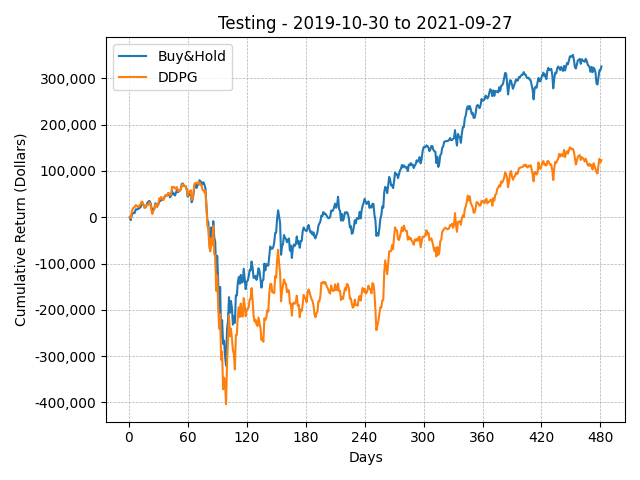 Testing - 2019-10-30 to 2021-09-27
Buy&Hold
DDPG
Cumulative Return (Dollars)
300,000
200,000
100,000
0
-100,000
-200,000
-300,000
-400,000
0 60 120 180 240 300 360 420 480
Days